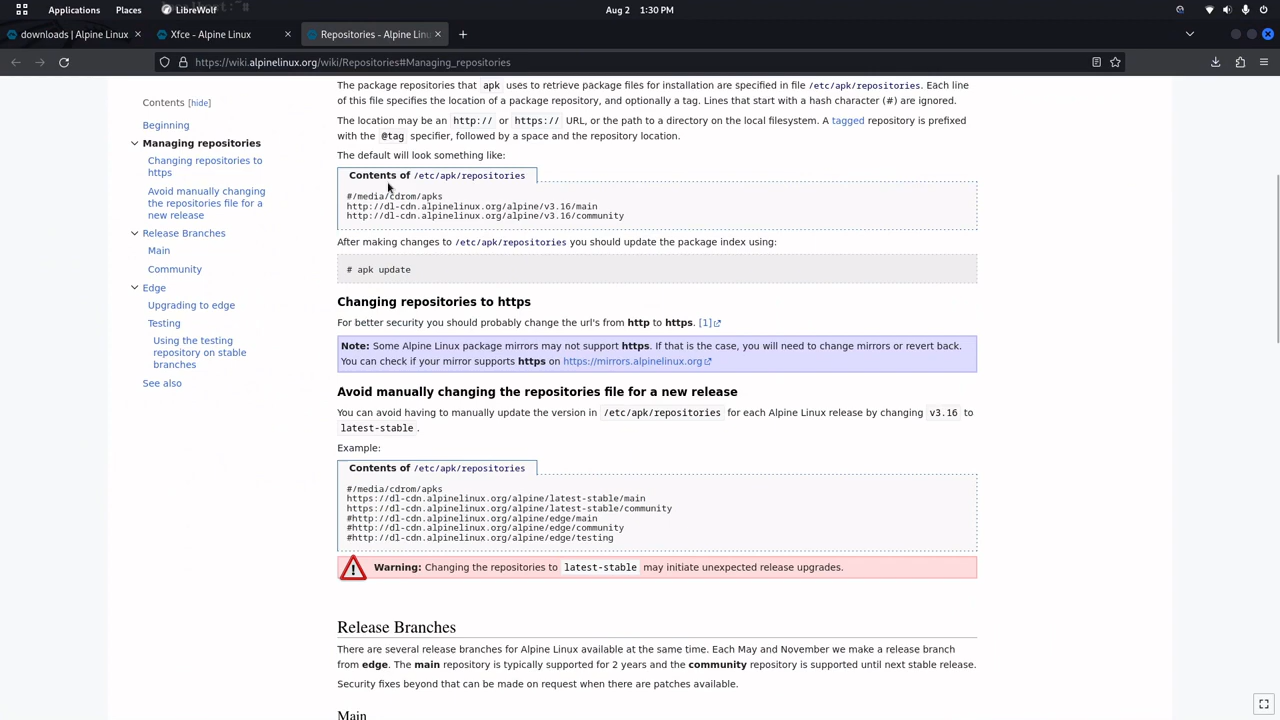 Applications Places LibreWolf Aug 2 1:30 PM
downloads | Alpine Linux Xfce - Alpine Linux Repositories - Alpine Linu
https://wiki.alpinelinux.org/wiki/Repositories#Managing_repositories
Contents [hide]
Beginning
Managing repositories
Changing repositories to
https
Avoid manually changing
the repositories file for a
new release
Release Branches
Main
Community
Edge
Upgrading to edge
Testing
Using the testing
repository on stable
branches
See also
The package repositories that apk uses to retrieve package files for installation are specified in file /etc/apk/repositories. Each line
of this file specifies the location of a package repository, and optionally a tag. Lines that start with a hash character (#) are ignored.
The location may be an http:// or https:// URL, or the path to a directory on the local filesystem. A tagged repository is prefixed
with the @tag specifier, followed by a space and the repository location.
The default will look something like:
Contents of /etc/apk/repositories
#/media/cdrom/apks
http://dl-cdn.alpinelinux.org/alpine/v3.16/main
http://dl-cdn.alpinelinux.org/alpine/v3.16/community
After making changes to /etc/apk/repositories you should update the package index using:
# apk update
Changing repositories to https
For better security you should probably change the url's from http to https. [1]
Note: Some Alpine Linux package mirrors may not support https. If that is the case, you will need to change mirrors or revert back.
You can check if your mirror supports https on https://mirrors.alpinelinux.org
Avoid manually changing the repositories file for a new release
You can avoid having to manually update the version in /etc/apk/repositories for each Alpine Linux release by changing v3.16 to
latest-stable.
Example:
Contents of /etc/apk/repositories
#/media/cdrom/apks
https://dl-cdn.alpinelinux.org/alpine/latest-stable/main
https://dl-cdn.alpinelinux.org/alpine/latest-stable/community
#http://dl-cdn.alpinelinux.org/alpine/edge/main
#http://dl-cdn.alpinelinux.org/alpine/edge/community
#http://dl-cdn.alpinelinux.org/alpine/edge/testing
Warning: Changing the repositories to latest-stable may initiate unexpected release upgrades.
Release Branches
There are several release branches for Alpine Linux available at the same time. Each May and November we make a release branch
from edge. The main repository is typically supported for 2 years and the community repository is supported until next stable release.
Security fixes beyond that can be made on request when there are patches available.
Main